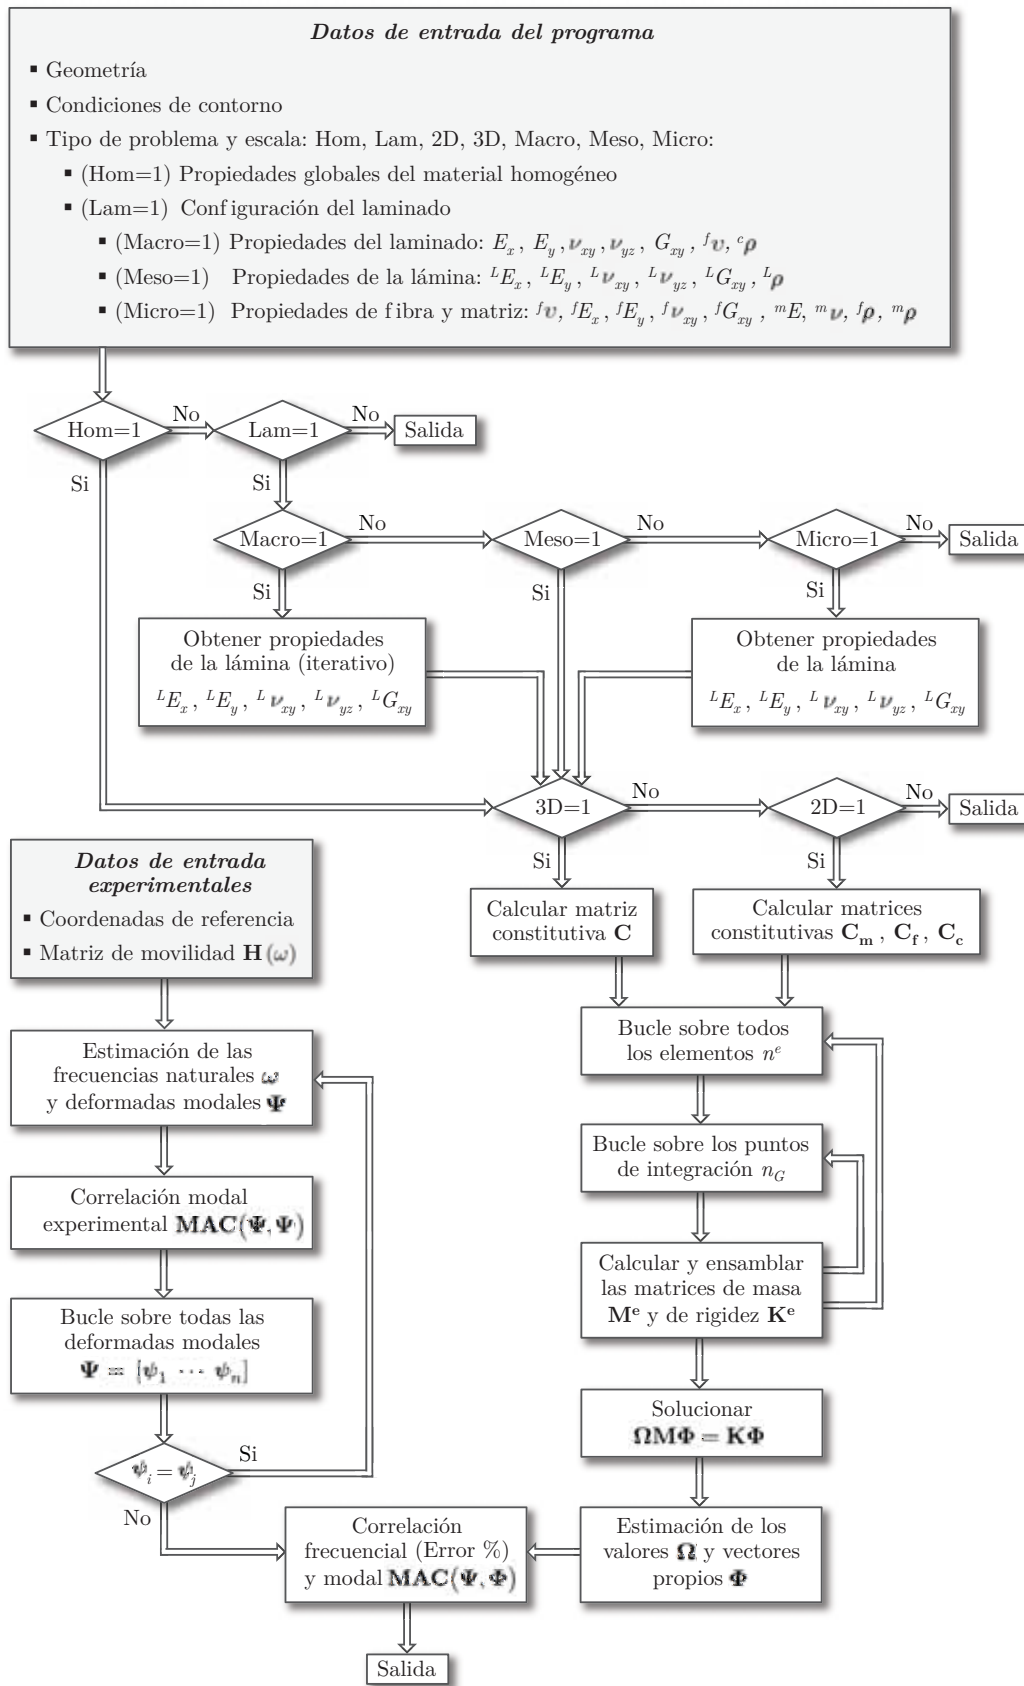 Datos de entrada del programa
▪ Geometría
▪ Condiciones de contorno
▪ Tipo de problema y escala: Hom, Lam, 2D, 3D, Macro, Meso, Micro:
▪ (Hom=1) Propiedades globales del material homogéneo
▪ (Lam=1) Configuración del laminado
▪ (Macro=1) Propiedades del laminado: E_x, E_y, ν_xy, ν_yz, G_xy, ^fυ, ^cρ
▪ (Meso=1) Propiedades de la lámina: ^LE_x, ^LE_y, ^Lν_xy, ^Lν_yz, ^LG_xy, ^Lρ
▪ (Micro=1) Propiedades de fibra y matriz: ^fυ, ^fE_x, ^fE_y, ^fν_xy, ^fG_xy, ^mE, ^mν, ^fρ, ^mρ
Hom=1
No
Lam=1
No
Salida
Si
Si
Macro=1
No
Meso=1
No
Micro=1
No
Salida
Si
Si
Si
Obtener propiedades
de la lámina (iterativo)
^LE_x, ^LE_y, ^Lν_xy, ^Lν_yz, ^LG_xy
Obtener propiedades
de la lámina
^LE_x, ^LE_y, ^Lν_xy, ^Lν_yz, ^LG_xy
3D=1
No
2D=1
No
Salida
Si
Si
Calcular matriz
constitutiva C
Calcular matrices
constitutivas C_m, C_f, C_c
Datos de entrada
experimentales
▪ Coordenadas de referencia
▪ Matriz de movilidad H(ω)
Estimación de las
frecuencias naturales ω
y deformadas modales Ψ
Correlación modal
experimental MAC(Ψ,Ψ)
Bucle sobre todas las
deformadas modales
Ψ = [ψ_1 ⋯ ψ_n]
ψ_i = ψ_j
Si
No
Bucle sobre todos
los elementos n^e
Bucle sobre los puntos
de integración n_G
Calcular y ensamblar
las matrices de masa
M^e y de rigidez K^e
Solucionar
ΩMΦ = KΦ
Estimación de los
valores Ω y vectores
propios Φ
Correlación
frecuencial (Error %)
y modal MAC(Ψ,Φ)
Salida